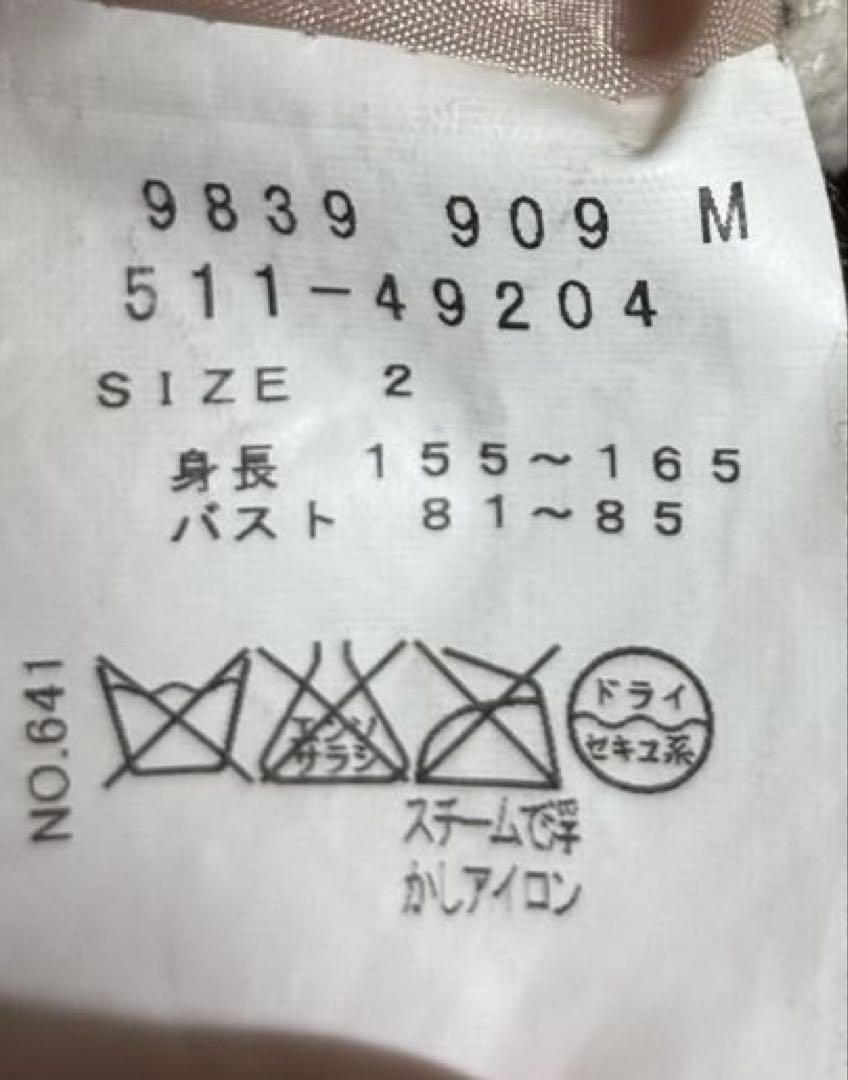 9839 909 M
511-49204
SIZE 2
身長 155～165
バスト 81～85
NO.641
エンソ
サラシ
ドライ
セキユ系
スチームで浮
かしアイロン